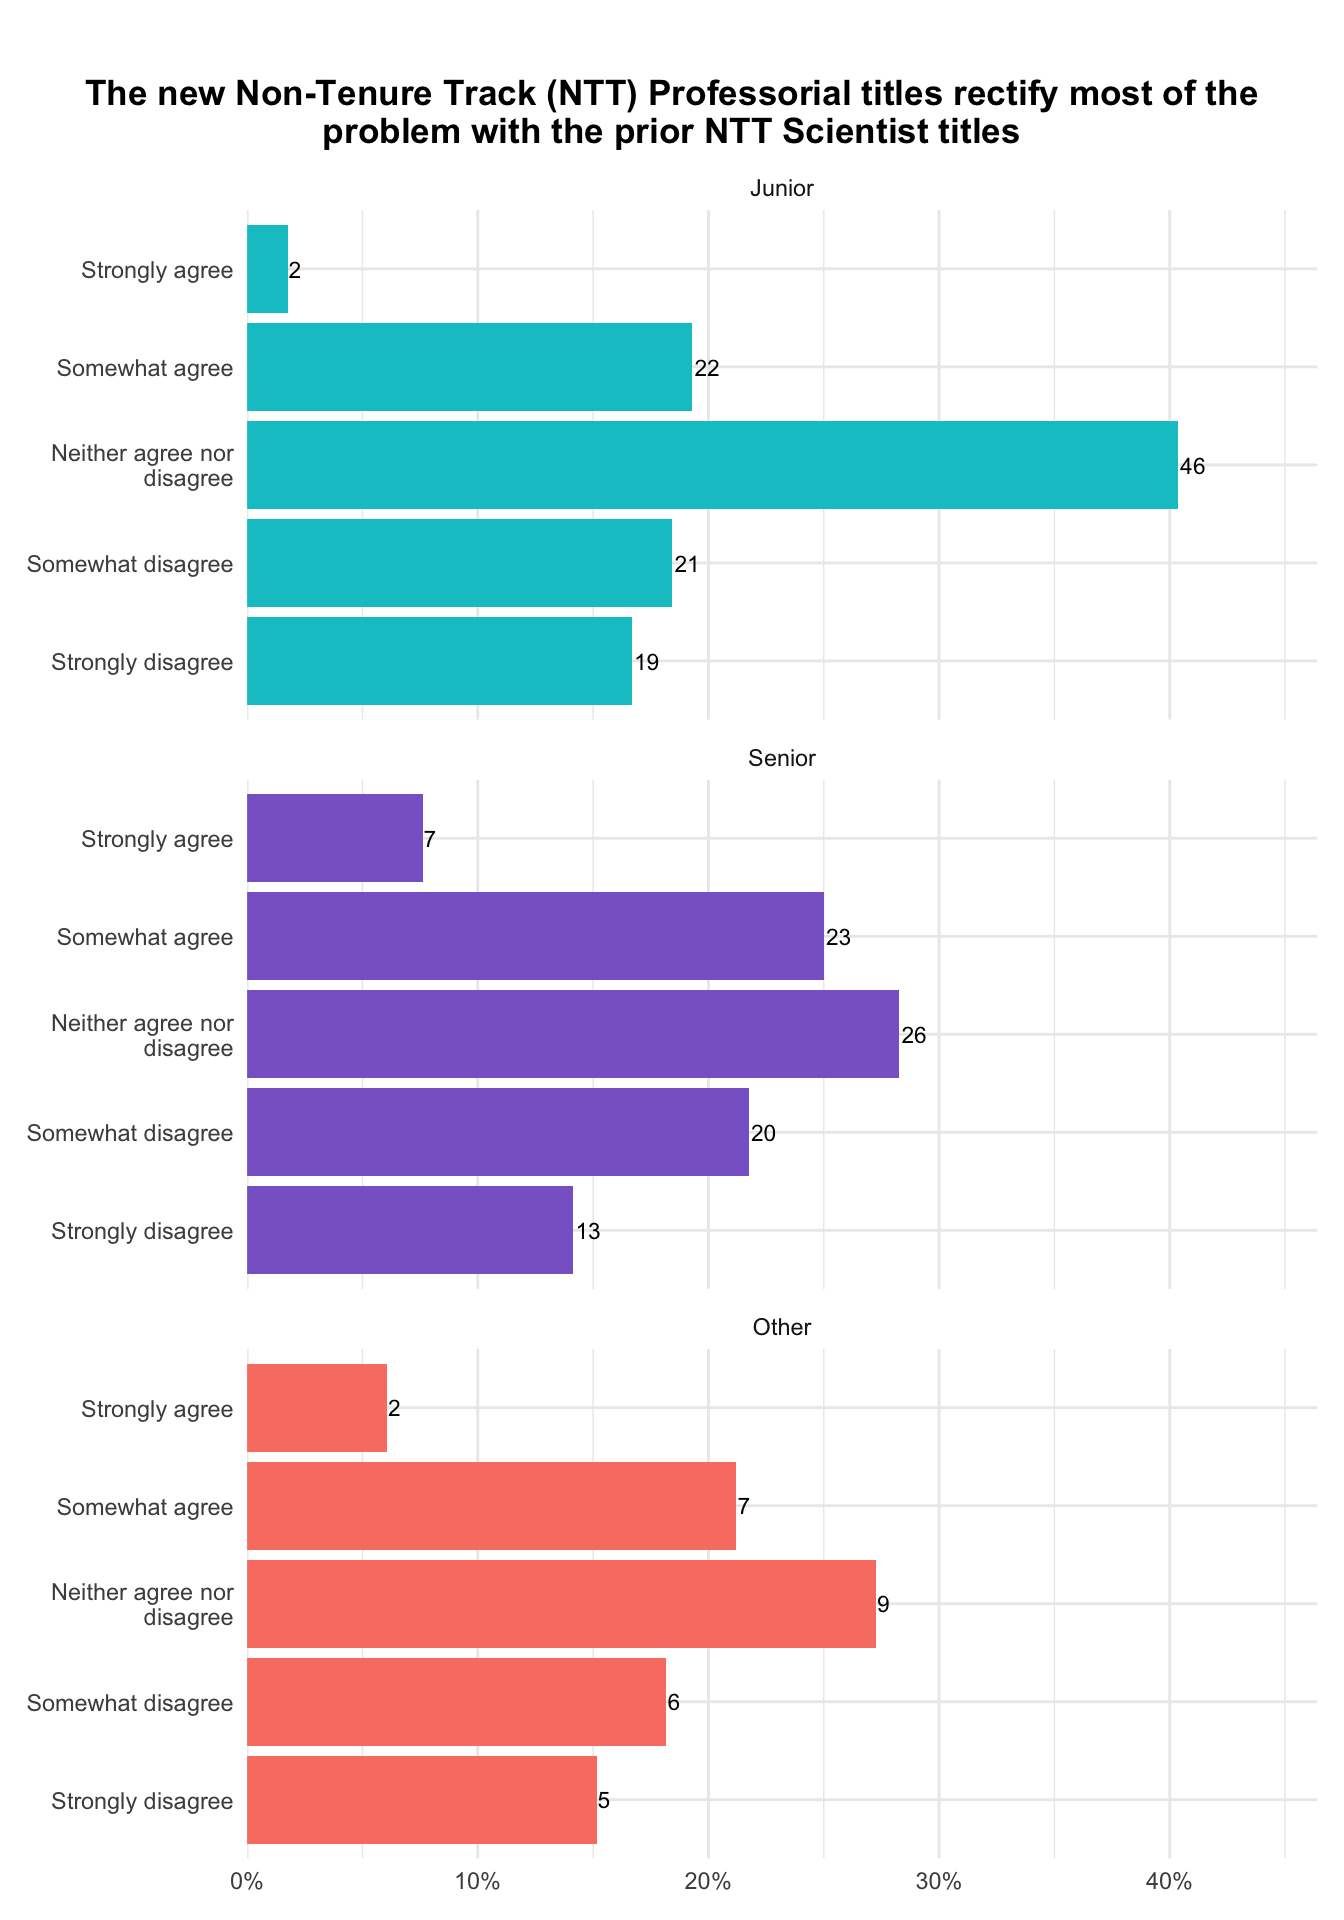 The new Non-Tenure Track (NTT) Professorial titles rectify most of the
problem with the prior NTT Scientist titles
Junior
Strongly agree
2
Somewhat agree
22
Neither agree nor
disagree
46
Somewhat disagree
21
Strongly disagree
19
Senior
Strongly agree
7
Somewhat agree
23
Neither agree nor
disagree
26
Somewhat disagree
20
Strongly disagree
13
Other
Strongly agree
2
Somewhat agree
7
Neither agree nor
disagree
9
Somewhat disagree
6
Strongly disagree
5
0% 10% 20% 30% 40%